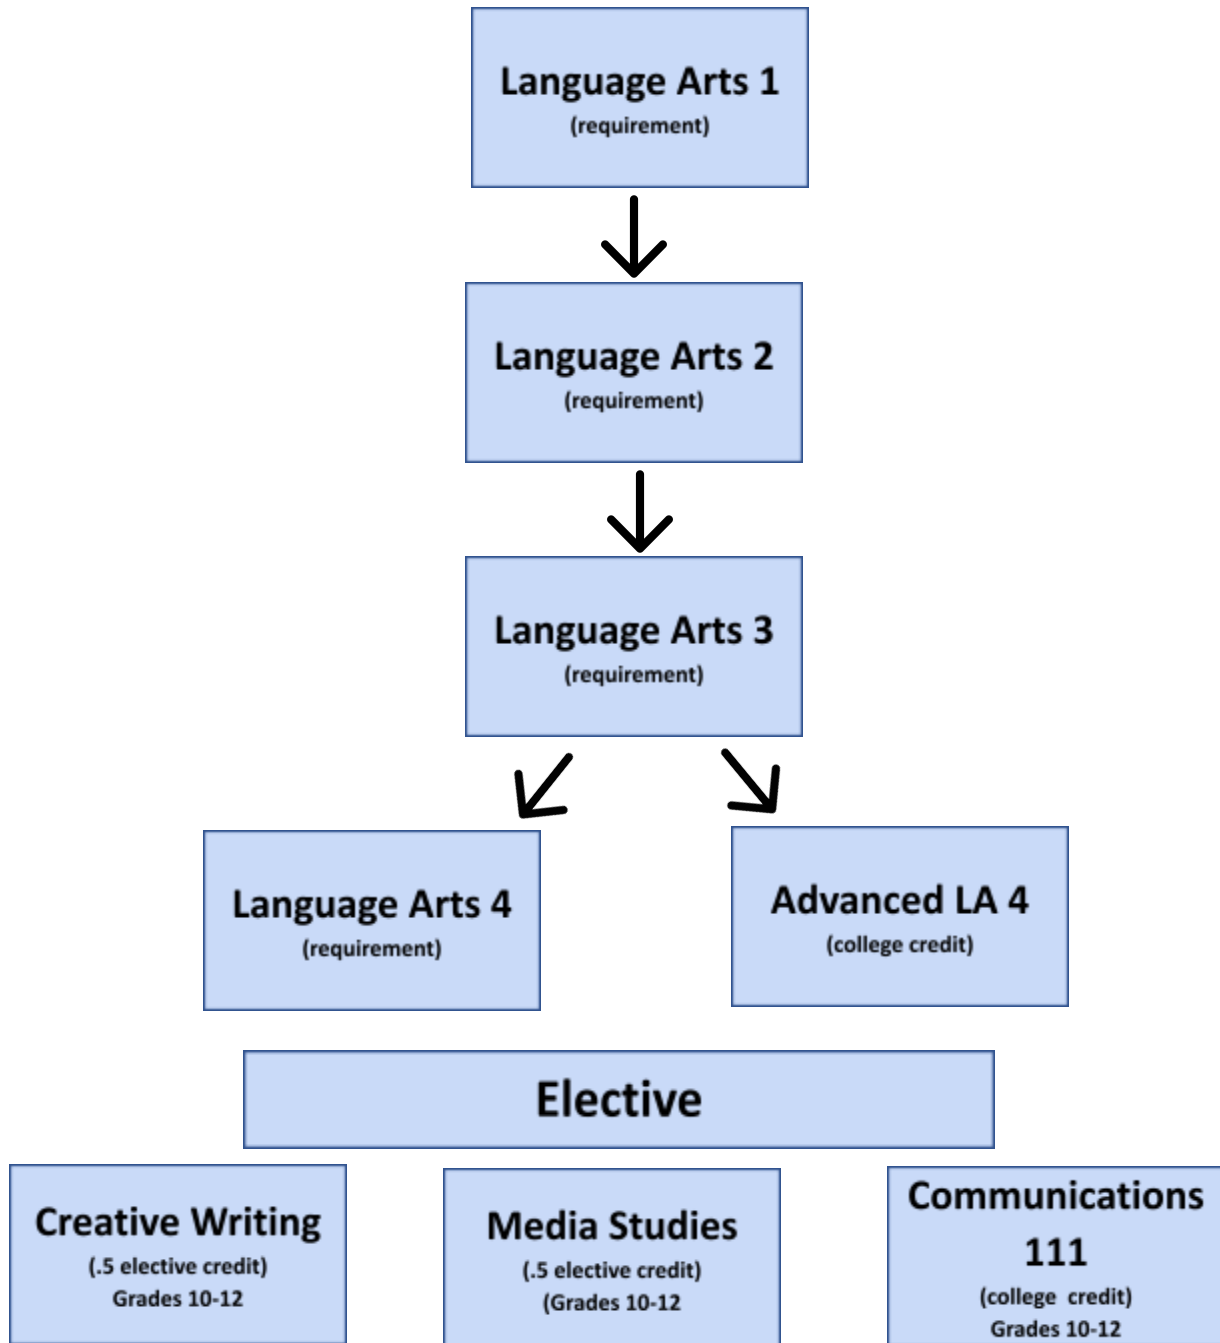 Language Arts 1
(requirement)
Language Arts 2
(requirement)
Language Arts 3
(requirement)
Language Arts 4
(requirement)
Advanced LA 4
(college credit)
Elective
Creative Writing
(.5 elective credit)
Grades 10-12
Media Studies
(.5 elective credit)
(Grades 10-12
Communications
111
(college credit)
Grades 10-12